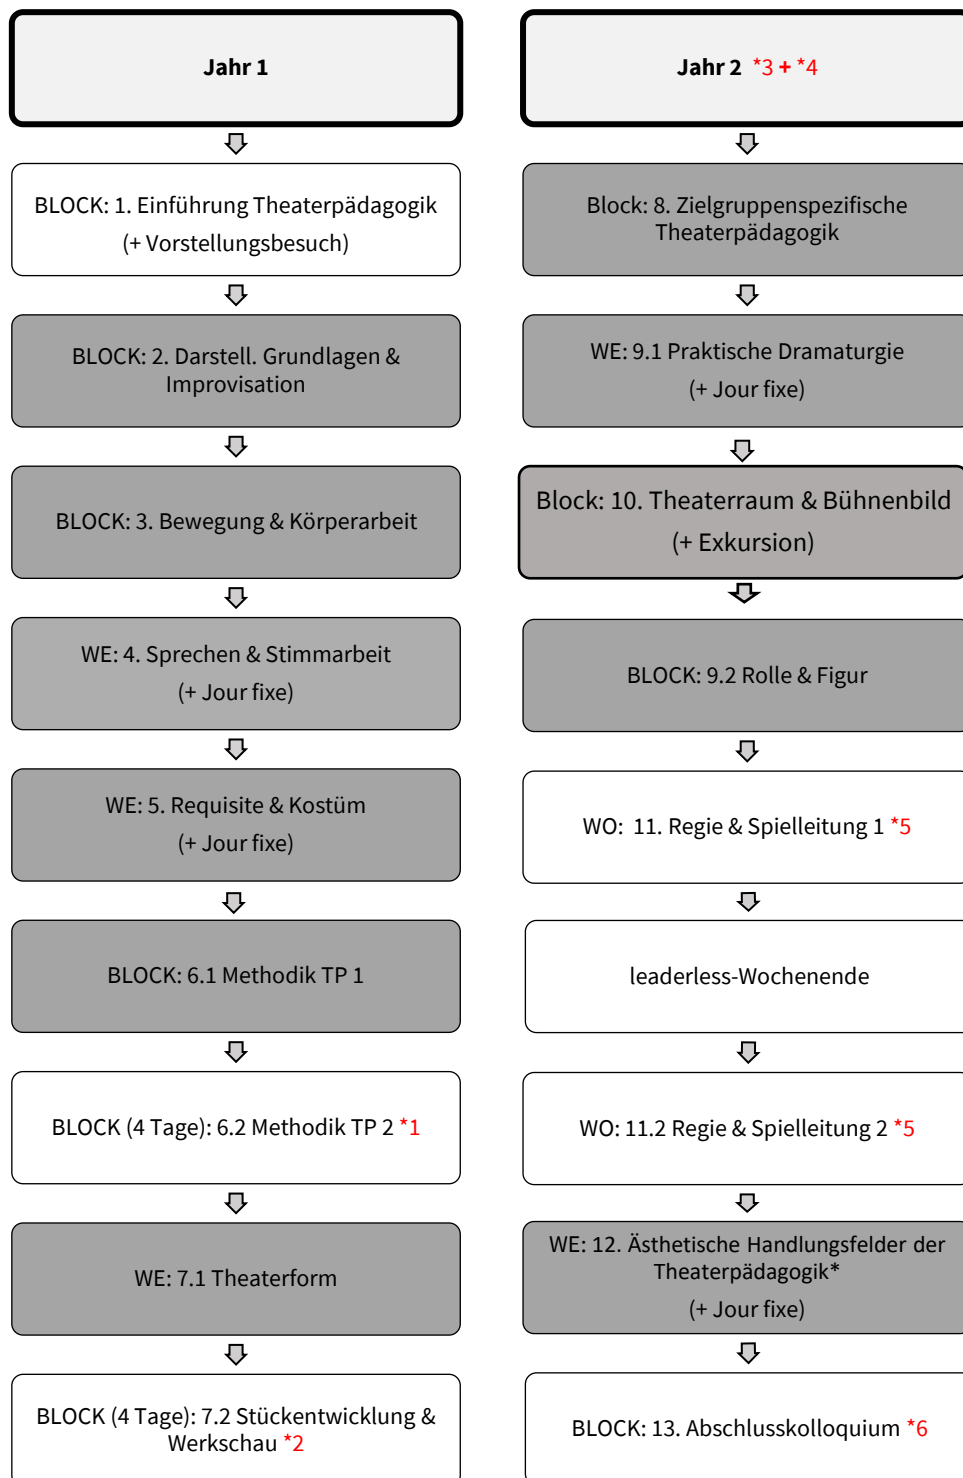 Jahr 1
BLOCK: 1. Einführung Theaterpädagogik
(+ Vorstellungsbesuch)
BLOCK: 2. Darstell. Grundlagen &
Improvisation
BLOCK: 3. Bewegung & Körperarbeit
WE: 4. Sprechen & Stimmarbeit
(+ Jour fixe)
WE: 5. Requisite & Kostüm
(+ Jour fixe)
BLOCK: 6.1 Methodik TP 1
BLOCK (4 Tage): 6.2 Methodik TP 2 *1
WE: 7.1 Theaterform
BLOCK (4 Tage): 7.2 Stückentwicklung &
Werkschau *2
Jahr 2 *3 + *4
Block: 8. Zielgruppenspezifische
Theaterpädagogik
WE: 9.1 Praktische Dramaturgie
(+ Jour fixe)
Block: 10. Theaterraum & Bühnenbild
(+ Exkursion)
BLOCK: 9.2 Rolle & Figur
WO: 11. Regie & Spielleitung 1 *5
leaderless-Wochenende
WO: 11.2 Regie & Spielleitung 2 *5
WE: 12. Ästhetische Handlungsfelder der
Theaterpädagogik*
(+ Jour fixe)
BLOCK: 13. Abschlusskolloquium *6